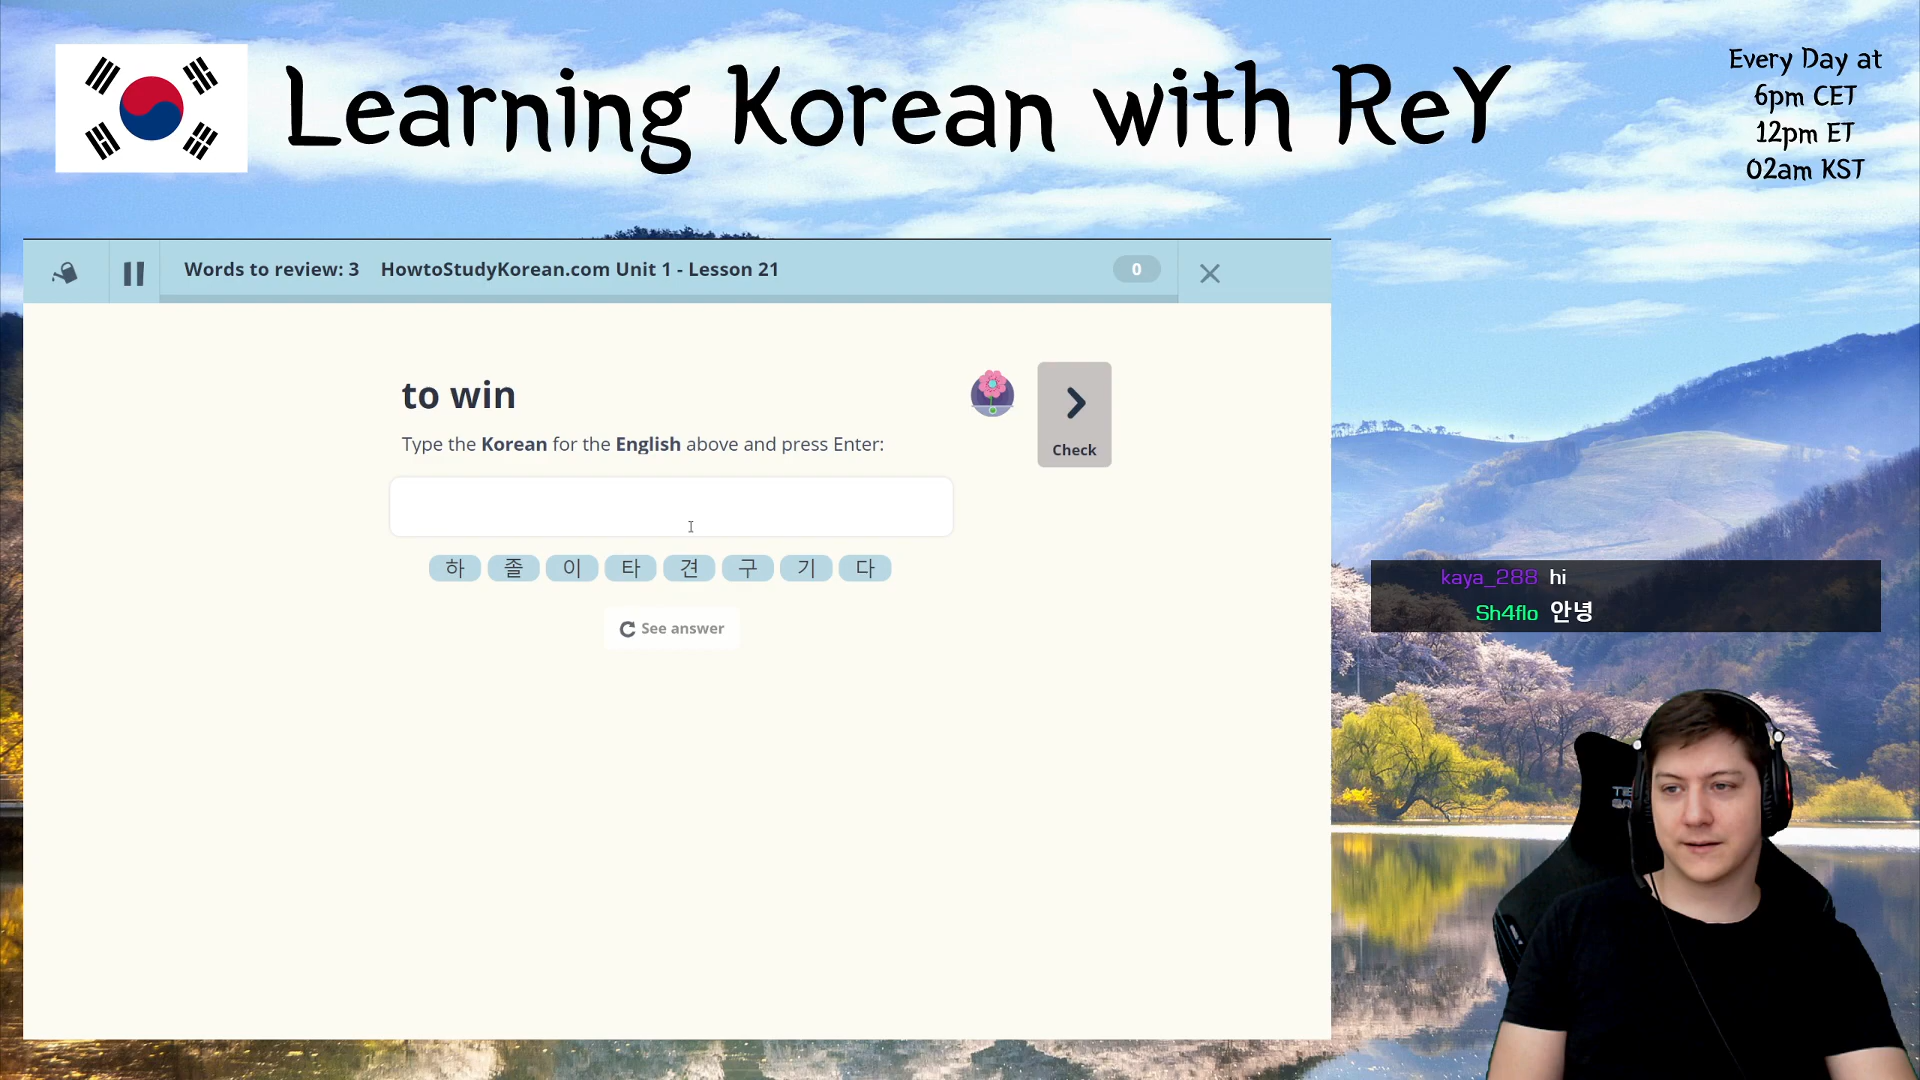 Learning Korean with ReY
Every Day at
6pm CET
12pm ET
02am KST
Words to review: 3 HowtoStudyKorean.com Unit 1 - Lesson 21
0
to win
Type the Korean for the English above and press Enter:
Check
하 졸 이 타 견 구 기 다
See answer
kaya_288 hi
Sh4flo 안녕